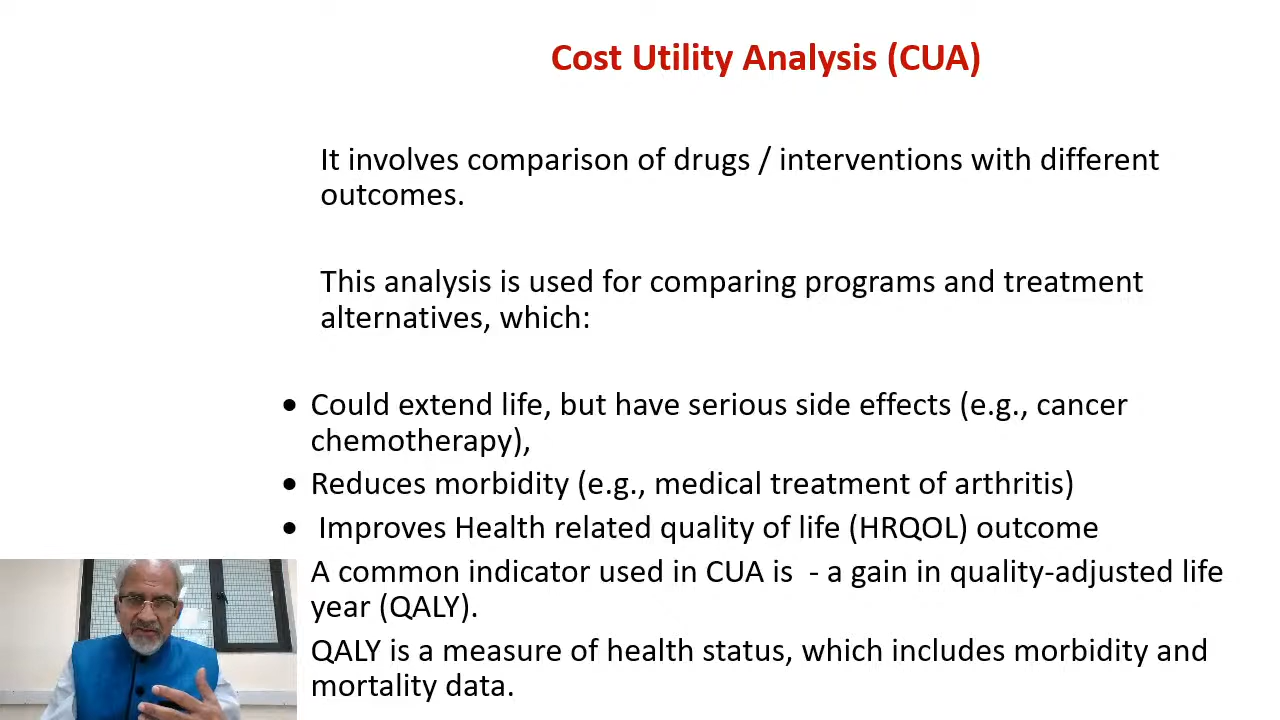 Cost Utility Analysis (CUA)
It involves comparison of drugs / interventions with different
outcomes.
This analysis is used for comparing programs and treatment
alternatives, which:
• Could extend life, but have serious side effects (e.g., cancer
chemotherapy),
• Reduces morbidity (e.g., medical treatment of arthritis)
• Improves Health related quality of life (HRQOL) outcome
A common indicator used in CUA is - a gain in quality-adjusted life
year (QALY).
QALY is a measure of health status, which includes morbidity and
mortality data.